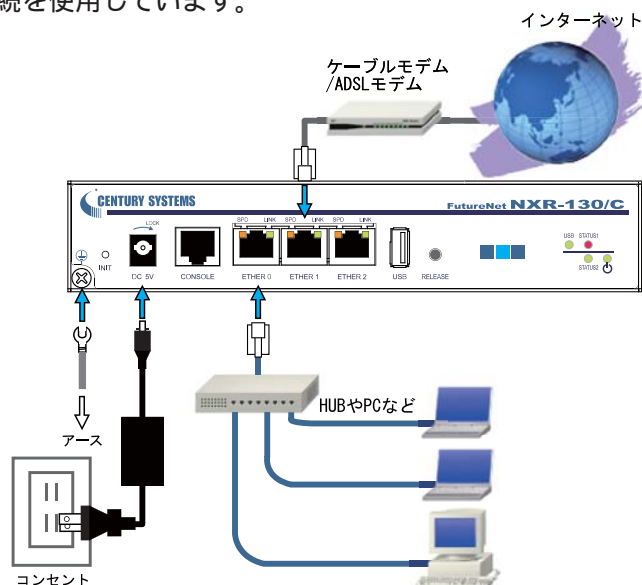 続を使用しています。
インターネット
ケーブルモデム
/ADSLモデム
CENTURY SYSTEMS
FutureNet NXR-130/C
LOCK
SPD LINK SPD LINK SPD LINK
USB STATUS1
INIT
DC 5V
CONSOLE
ETHER 0
ETHER 1
ETHER 2
USB
RELEASE
STATUS2
HUBやPCなど
アース
コンセント